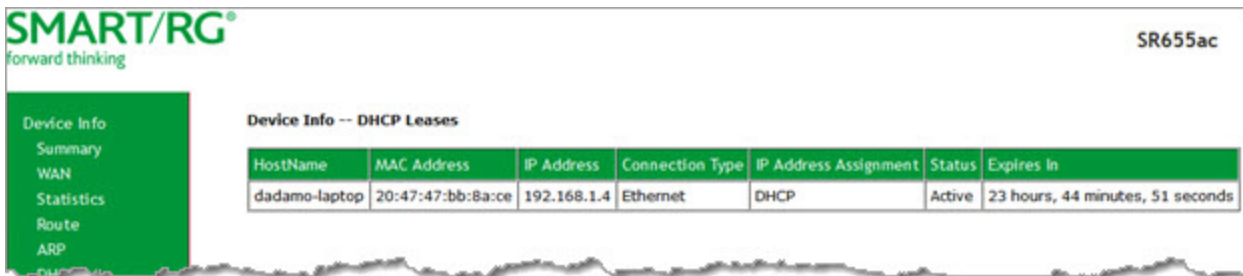 SMART/RG®
forward thinking
SR655ac
Device Info
Summary
WAN
Statistics
Route
ARP
Device Info -- DHCP Leases
HostName MAC Address IP Address Connection Type IP Address Assignment Status Expires In
dadamo-laptop 20:47:47:bb:8a:ce 192.168.1.4 Ethernet DHCP Active 23 hours, 44 minutes, 51 seconds